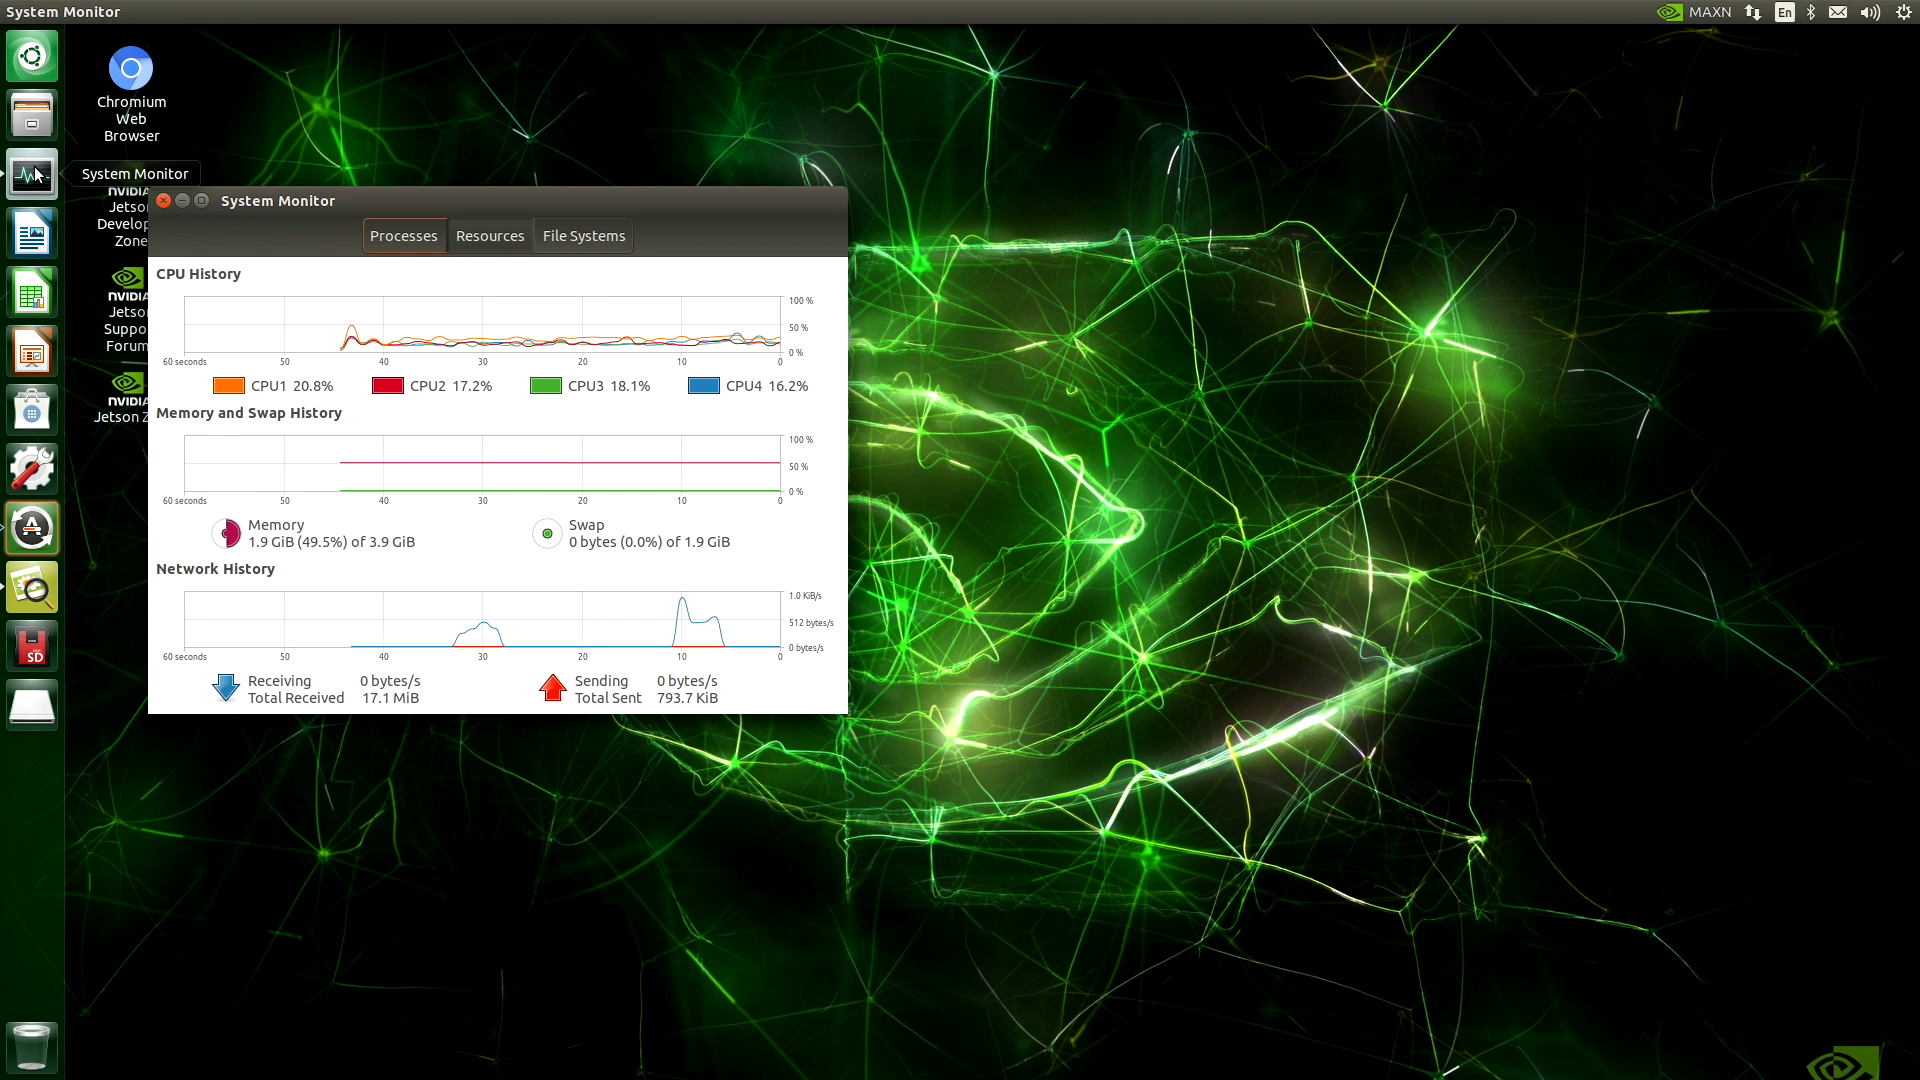 System Monitor
MAXN
En
Chromium
Web
Browser
System Monitor
NVIDIA
Jetso
Develop
Zone
NVIDIA
Jetso
Suppo
Forum
NVIDIA
Jetson Z
System Monitor
Processes
Resources
File Systems
CPU History
100 %
50 %
0 %
60 seconds 50 40 30 20 10 0
CPU1 20.8% CPU2 17.2% CPU3 18.1% CPU4 16.2%
Memory and Swap History
100 %
50 %
0 %
60 seconds 50 40 30 20 10 0
Memory
1.9 GiB (49.5%) of 3.9 GiB
Swap
0 bytes (0.0%) of 1.9 GiB
Network History
1.0 KiB/s
512 bytes/s
0 bytes/s
60 seconds 50 40 30 20 10 0
Receiving 0 bytes/s
Total Received 17.1 MiB
Sending 0 bytes/s
Total Sent 793.7 KiB
A
SD